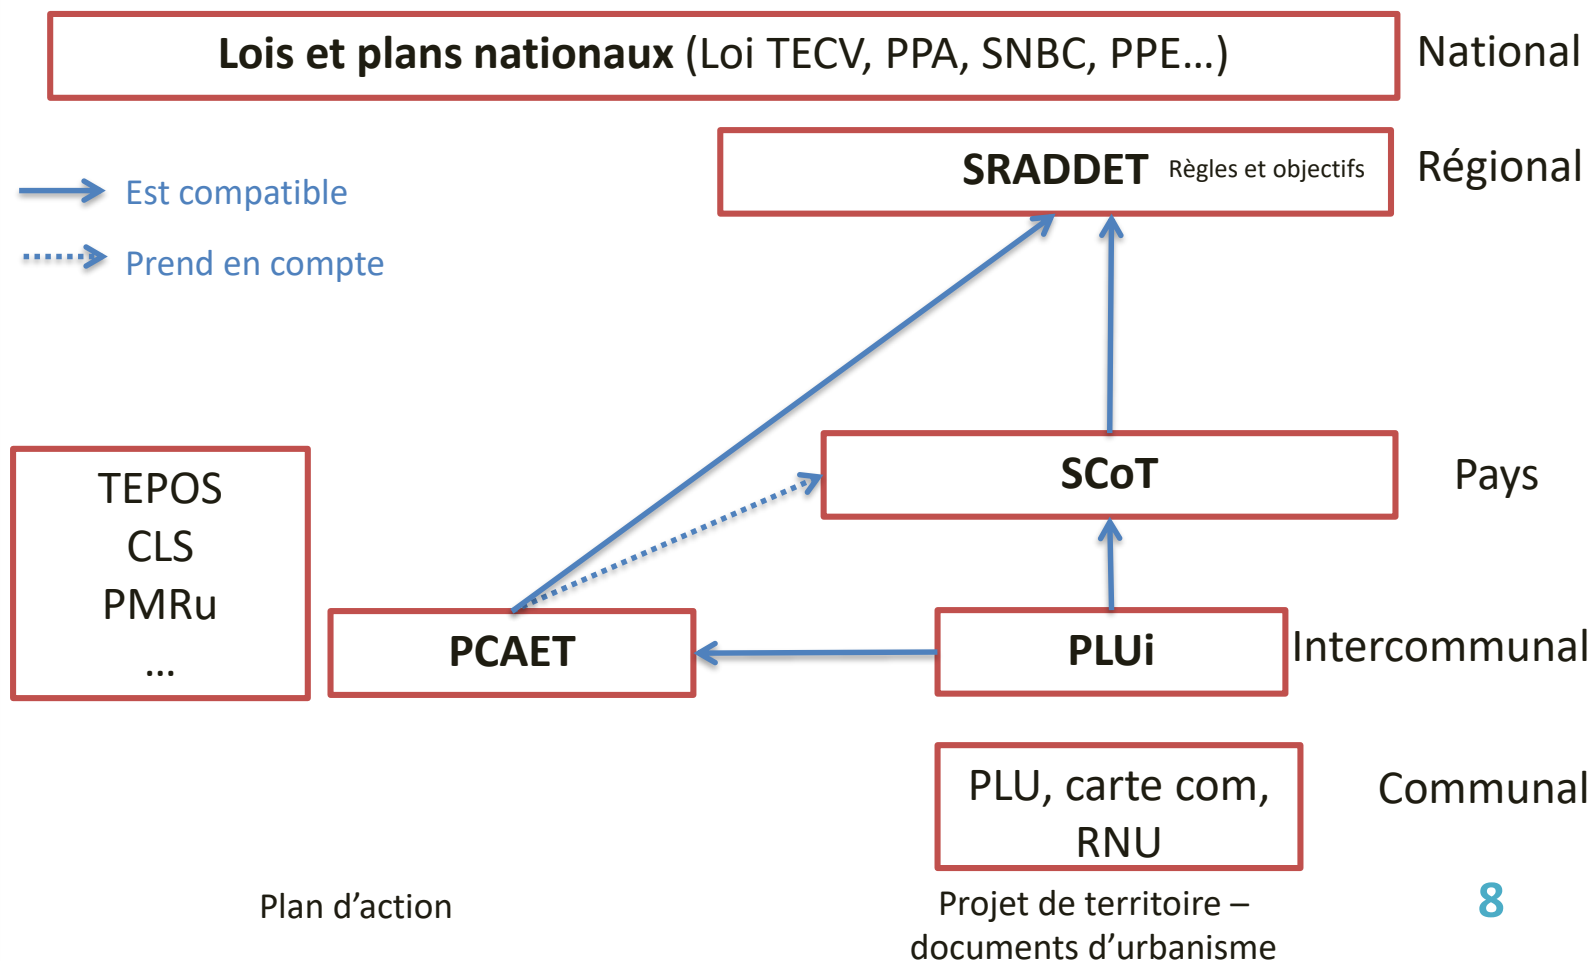 Lois et plans nationaux (Loi TECV, PPA, SNBC, PPE…)
National
SRADDET Règles et objectifs
Régional
Est compatible
Prend en compte
TEPOS
CLS
PMRu
…
SCoT
Pays
PCAET
PLUi
Intercommunal
PLU, carte com,
RNU
Communal
Plan d’action
Projet de territoire –
documents d’urbanisme
8